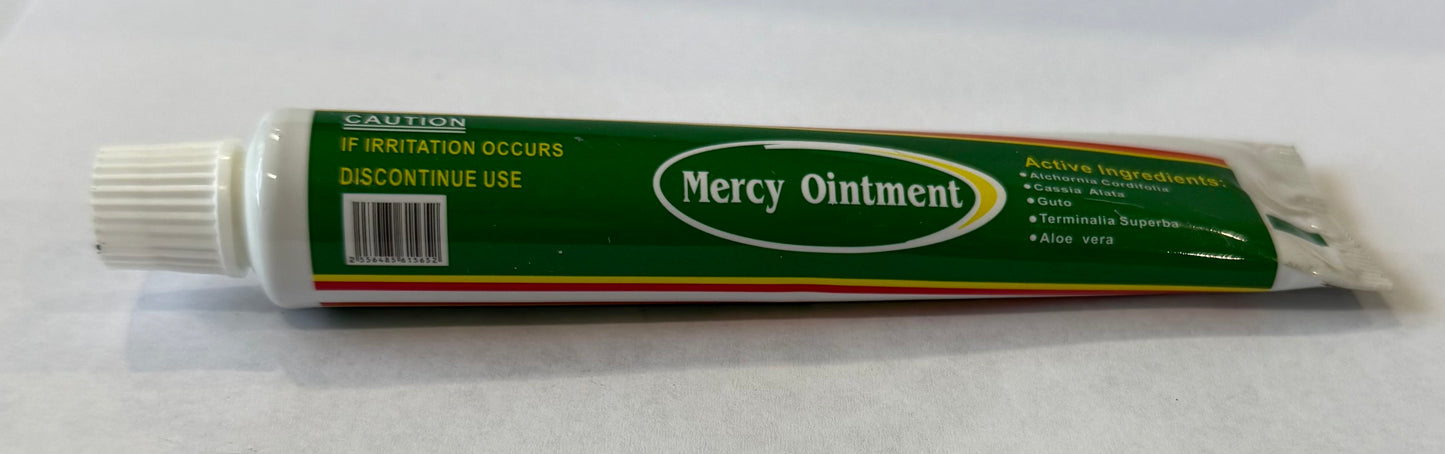 CAUTION
IF IRRITATION OCCURS
DISCONTINUE USE
2556485615652
Mercy Ointment
Active Ingredients:
• Alchornia Cordifolia
• Cassia Alata
• Guto
• Terminalia Superba
• Aloe vera